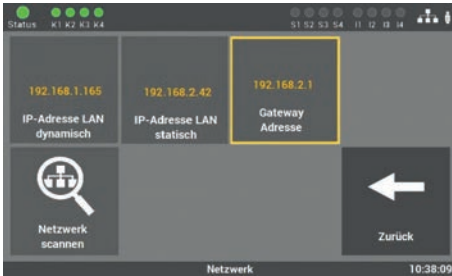 Status K1 K2 K3 K4 S1 S2 S3 S4 I1 I2 I3 I4
192.168.1.165
IP-Adresse LAN
dynamisch
192.168.2.42
IP-Adresse LAN
statisch
192.168.2.1
Gateway
Adresse
Netzwerk
scannen
Zurück
Netzwerk 10:38:09